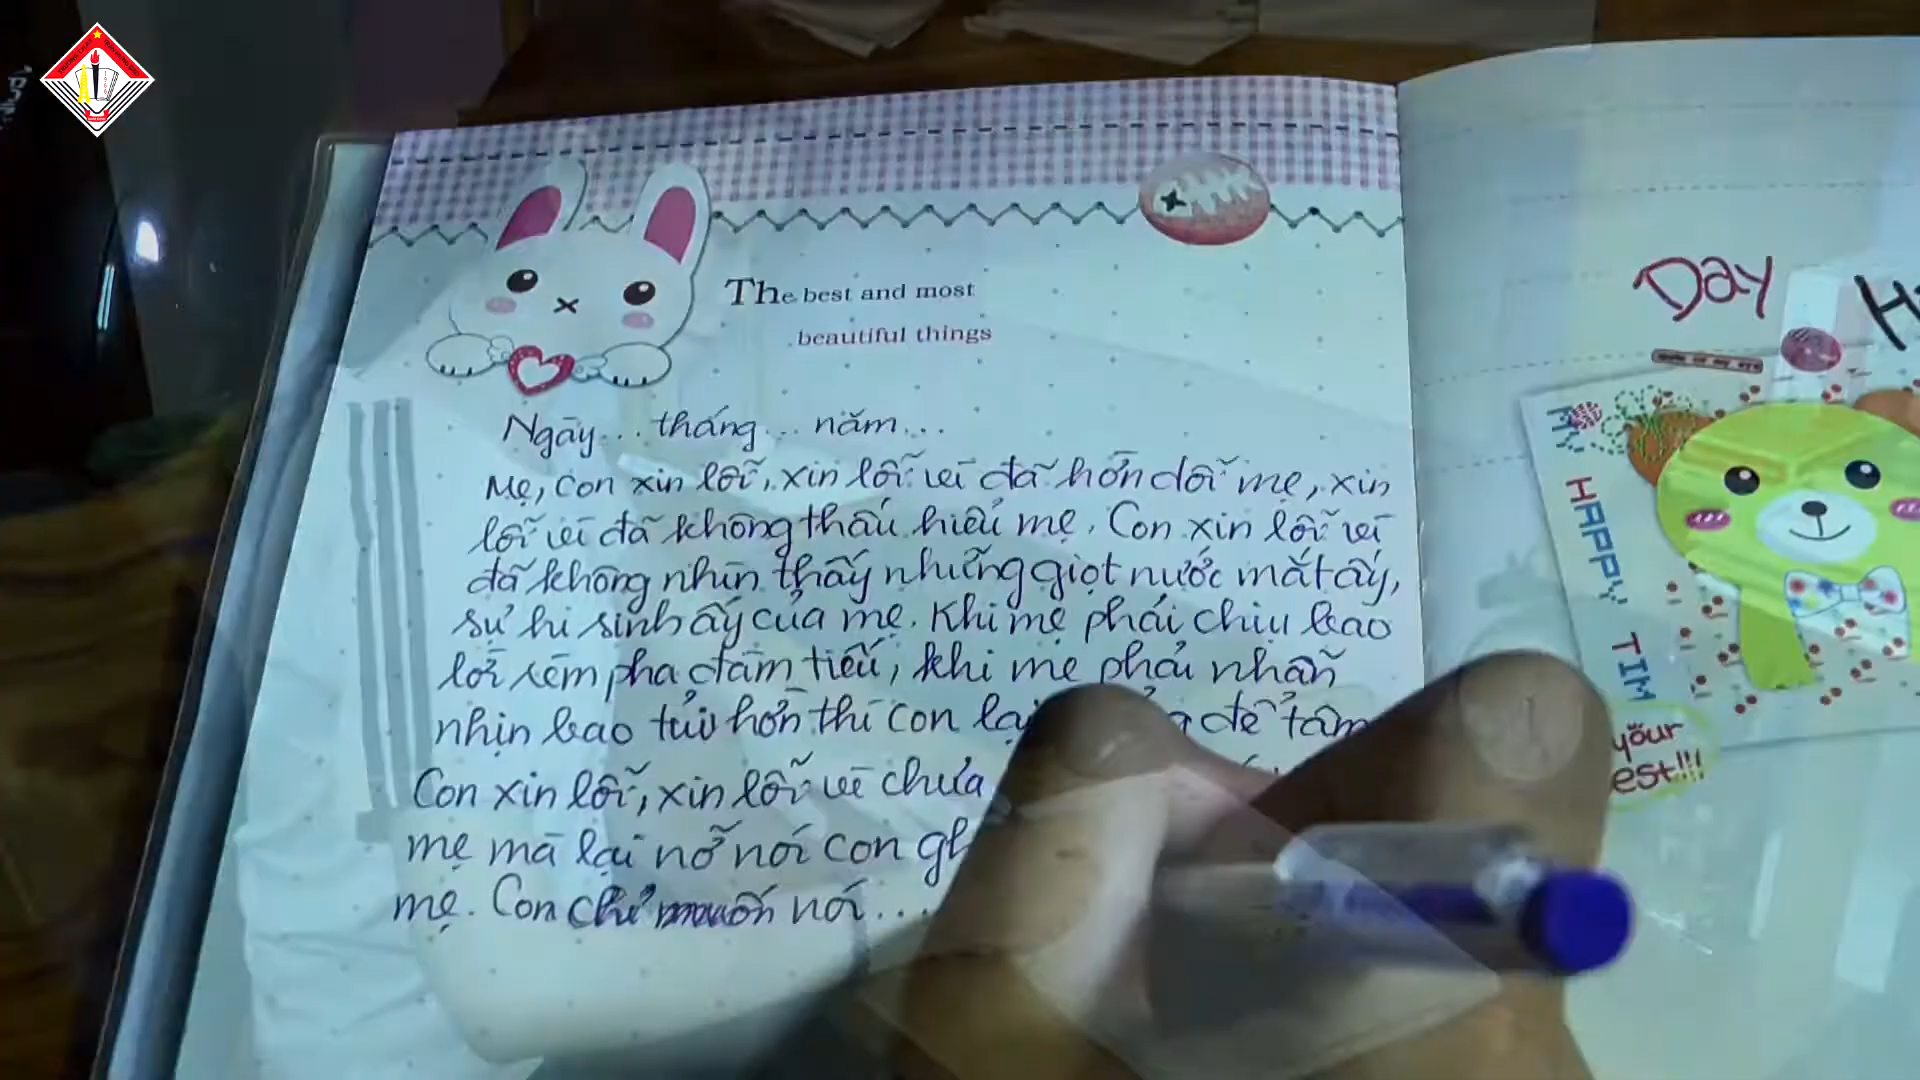 The best and most
beautiful things
Ngày... tháng... năm...
Mẹ, con xin lỗi, xin lỗi vì đã hờn dỗi mẹ, xin
lỗi vì đã không thấu hiểu mẹ. Con xin lỗi vì
đã không nhìn thấy những giọt nước mắt ấy,
sự hi sinh ấy của mẹ. Khi mẹ phải chịu bao
lời xèm pha đàm tiếu, khi mẹ phải nhẫn
nhịn bao tủi hờn thì con lại để tâm
Con xin lỗi, xin lỗi vì chưa
mẹ mà lại nỡ nói con
mẹ. Con chỉ muốn nói...
Day
MY HAPPY TIM
your